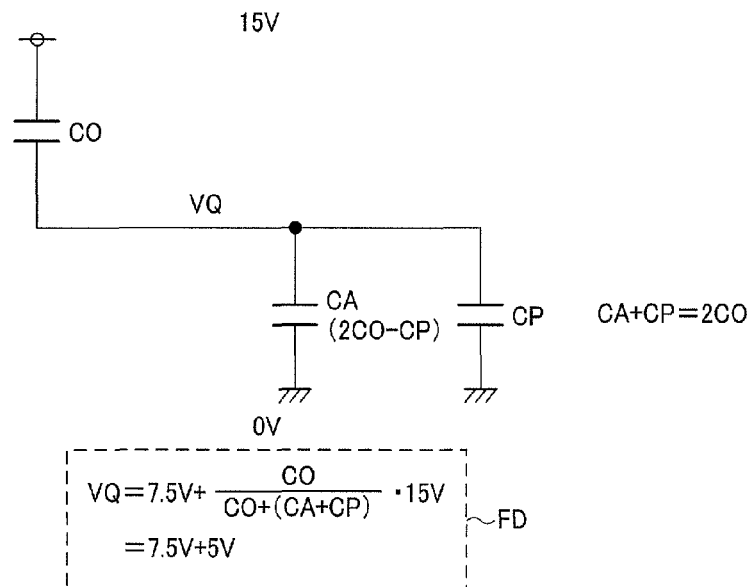 15V
CO
VQ
CA
(2CO-CP)
CP
CA+CP=2CO
0V
VQ=7.5V+ CO/CO+(CA+CP) ・15V
=7.5V+5V
FD